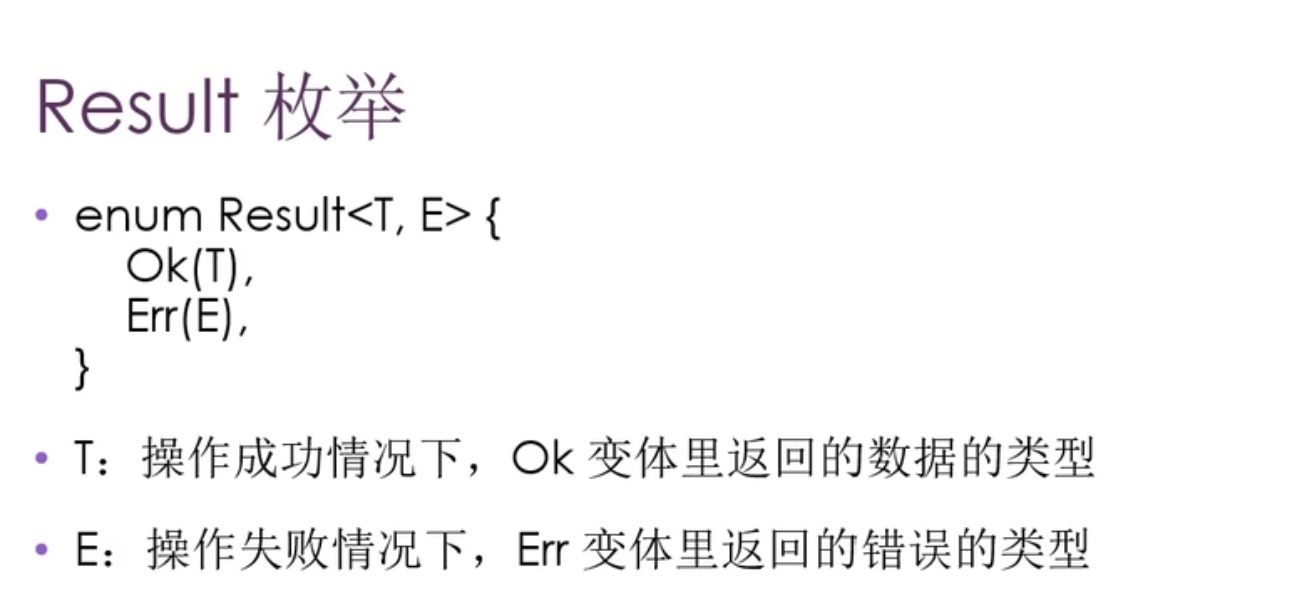 Result 枚举
• enum Result<T, E> {
Ok(T),
Err(E),
}
• T：操作成功情况下，Ok 变体里返回的数据的类型
• E：操作失败情况下，Err 变体里返回的错误的类型